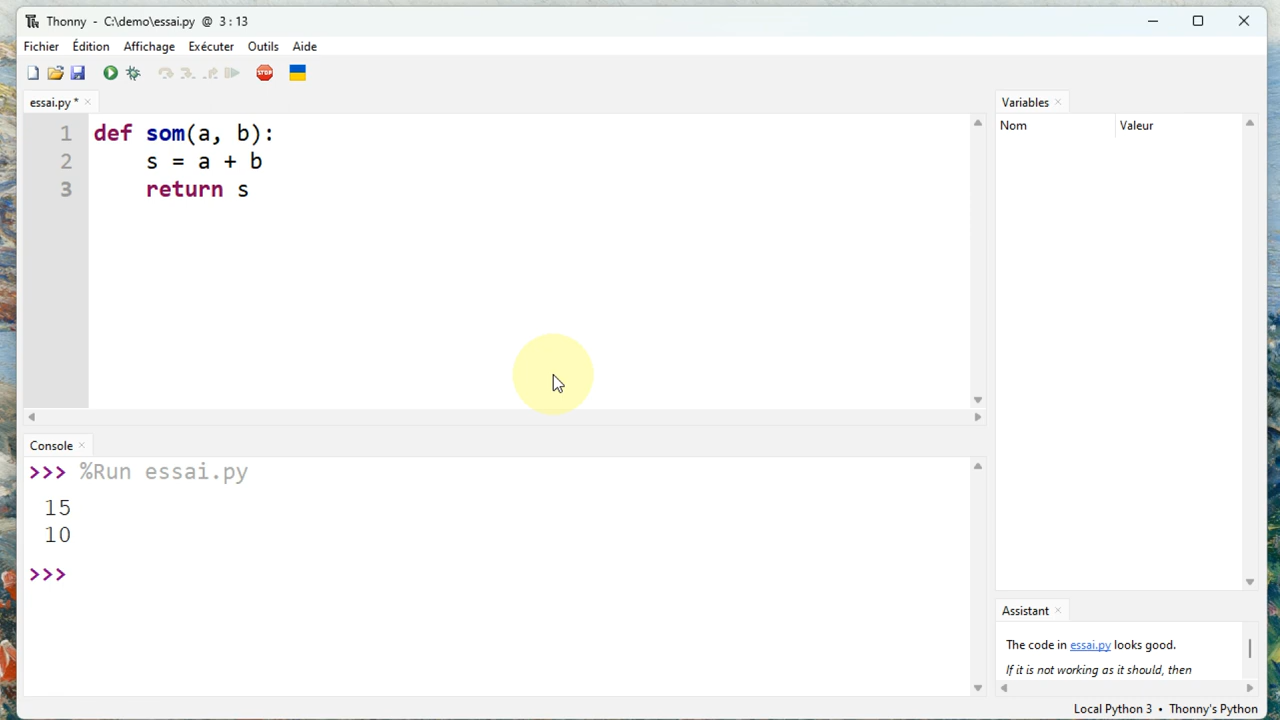 Thonny - C:\demo\essai.py @ 3 : 13
Fichier Édition Affichage Exécuter Outils Aide
STOP
essai.py * ×
1 def som(a, b):
2     s = a + b
3     return s
Variables ×
Nom Valeur
Console ×
>>> %Run essai.py
15
10
>>>
Assistant ×
The code in essai.py looks good.
If it is not working as it should, then
Local Python 3 • Thonny's Python